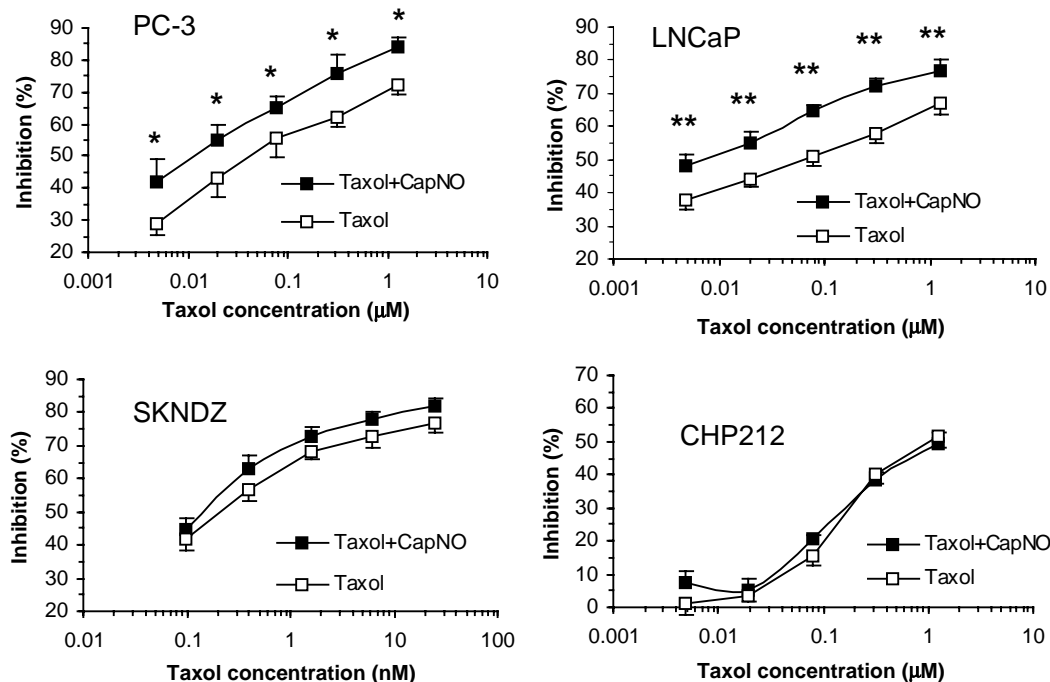 PC-3
* * * * *
Inhibition (%)
90
80
70
60
50
40
30
20
Taxol+CapNO
Taxol
0.001 0.01 0.1 1 10
Taxol concentration (μM)
LNCaP
** ** ** ** **
Inhibition (%)
90
80
70
60
50
40
30
20
Taxol+CapNO
Taxol
0.001 0.01 0.1 1 10
Taxol concentration (μM)
SKNDZ
Inhibition (%)
90
80
70
60
50
40
30
20
Taxol+CapNO
Taxol
0.01 0.1 1 10 100
Taxol concentration (nM)
CHP212
Inhibition (%)
70
60
50
40
30
20
10
0
Taxol+CapNO
Taxol
0.001 0.01 0.1 1 10
Taxol concentration (μM)